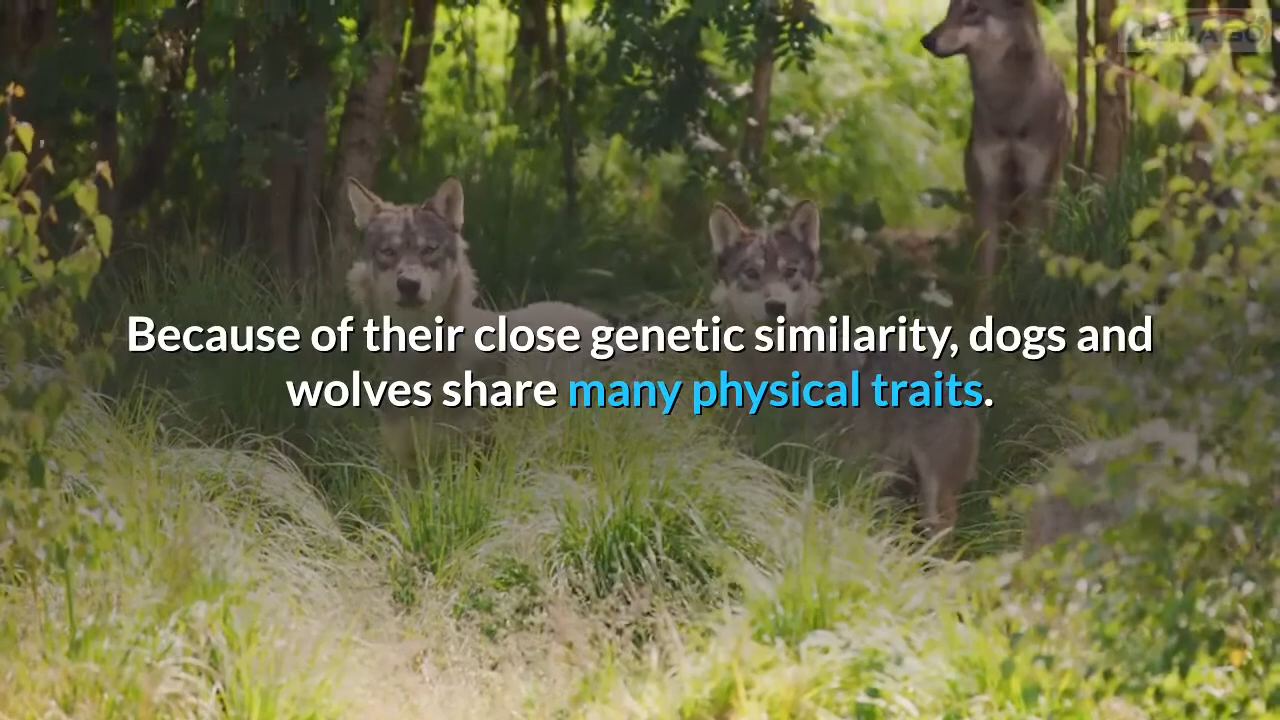 Because of their close genetic similarity, dogs and
wolves share many physical traits.